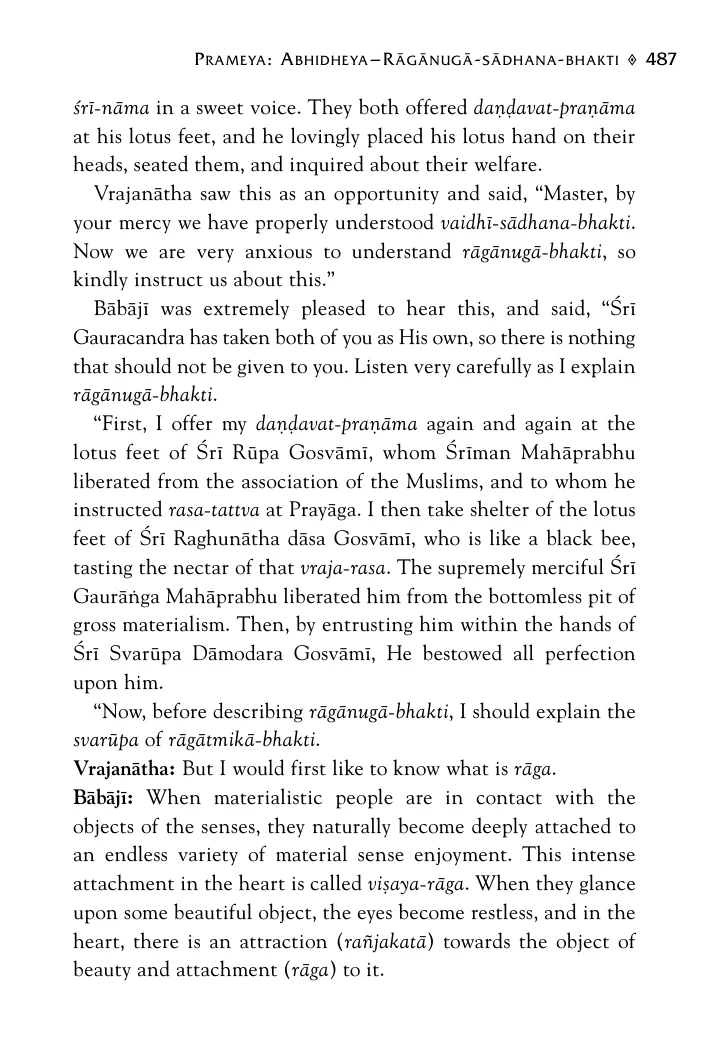 Prameya: Abhidheya–Rāgānugā-sādhana-bhakti ◊ 487
śrī-nāma in a sweet voice. They both offered daṇḍavat-praṇāma
at his lotus feet, and he lovingly placed his lotus hand on their
heads, seated them, and inquired about their welfare.
Vrajanātha saw this as an opportunity and said, “Master, by
your mercy we have properly understood vaidhī-sādhana-bhakti.
Now we are very anxious to understand rāgānugā-bhakti, so
kindly instruct us about this.”
Bābājī was extremely pleased to hear this, and said, “Śrī
Gauracandra has taken both of you as His own, so there is nothing
that should not be given to you. Listen very carefully as I explain
rāgānugā-bhakti.
“First, I offer my daṇḍavat-praṇāma again and again at the
lotus feet of Śrī Rūpa Gosvāmī, whom Śrīman Mahāprabhu
liberated from the association of the Muslims, and to whom he
instructed rasa-tattva at Prayāga. I then take shelter of the lotus
feet of Śrī Raghunātha dāsa Gosvāmī, who is like a black bee,
tasting the nectar of that vraja-rasa. The supremely merciful Śrī
Gaurāṅga Mahāprabhu liberated him from the bottomless pit of
gross materialism. Then, by entrusting him within the hands of
Śrī Svarūpa Dāmodara Gosvāmī, He bestowed all perfection
upon him.
“Now, before describing rāgānugā-bhakti, I should explain the
svarūpa of rāgātmikā-bhakti.
Vrajanātha: But I would first like to know what is rāga.
Bābājī: When materialistic people are in contact with the
objects of the senses, they naturally become deeply attached to
an endless variety of material sense enjoyment. This intense
attachment in the heart is called viṣaya-rāga. When they glance
upon some beautiful object, the eyes become restless, and in the
heart, there is an attraction (rañjakatā) towards the object of
beauty and attachment (rāga) to it.